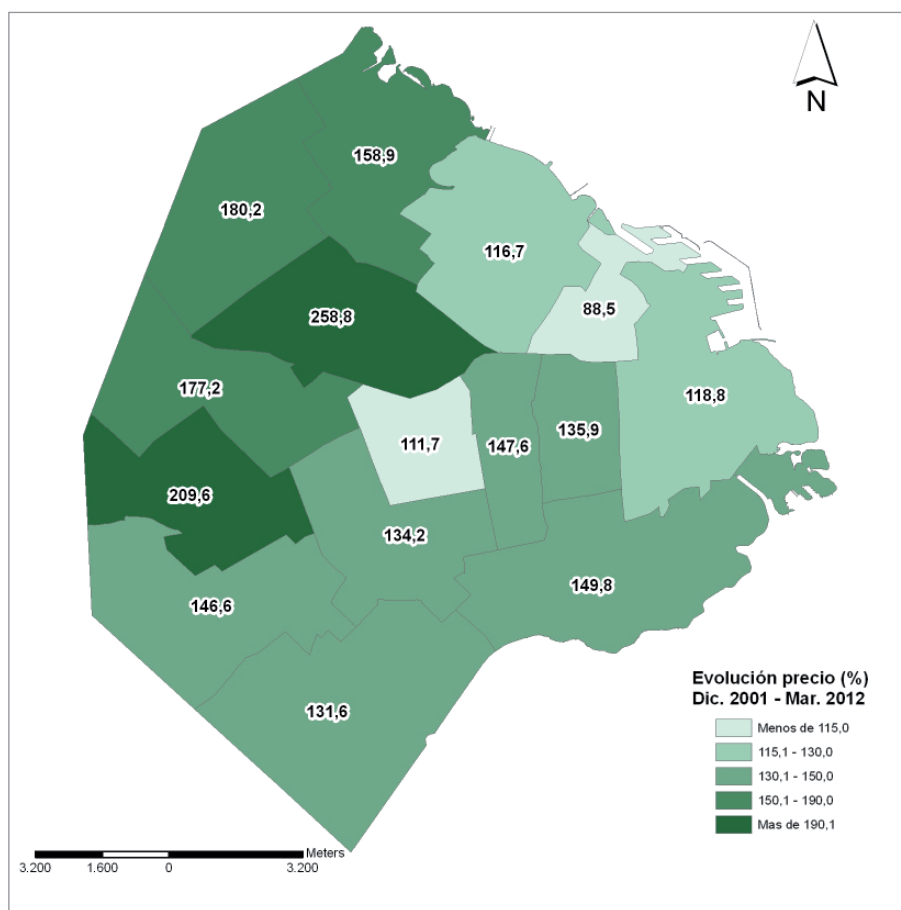 N
158,9
180,2
116,7
88,5
258,8
177,2
118,8
135,9
111,7
147,6
209,6
134,2
149,8
146,6
131,6
Evolución precio (%)
Dic. 2001 - Mar. 2012
Menos de 115,0
115,1 - 130,0
130,1 - 150,0
150,1 - 190,0
Mas de 190,1
Meters
3.200 1.600 0 3.200